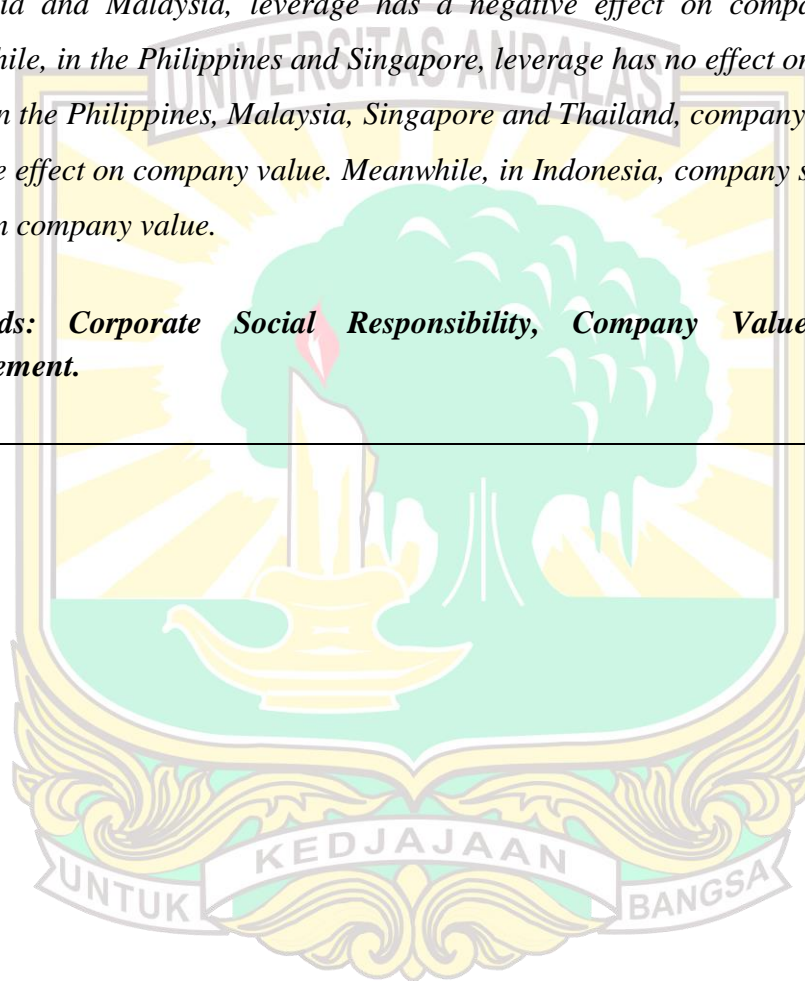 ia and Malaysia, leverage has a negative effect on compa
hile, in the Philippines and Singapore, leverage has no effect on
n the Philippines, Malaysia, Singapore and Thailand, company
e effect on company value. Meanwhile, in Indonesia, company s
n company value.
ds: Corporate Social Responsibility, Company Value
ement.
UNIVERSITAS ANDALAS
KEDJAJAAN
UNTUK
BANGSA